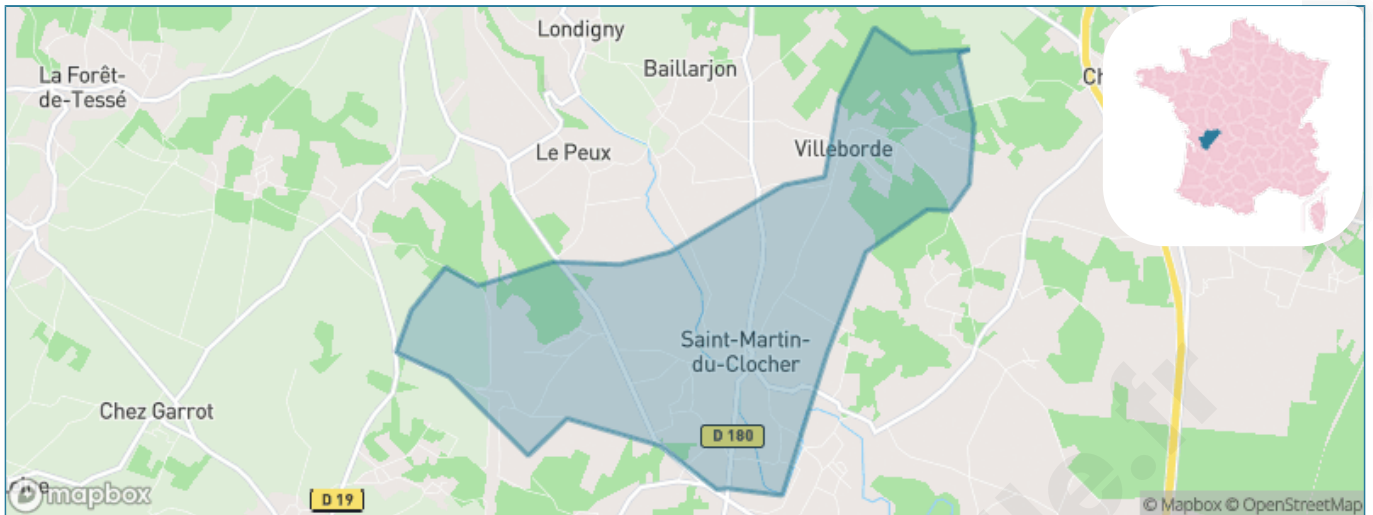 Londigny
La Forêt-
de-Tessé
Baillarjon
Ch
Le Peux
Villeborde
Saint-Martin-
du-Clocher
Chez Garrot
D 180
D 19
mapbox
© Mapbox © OpenStreetMap